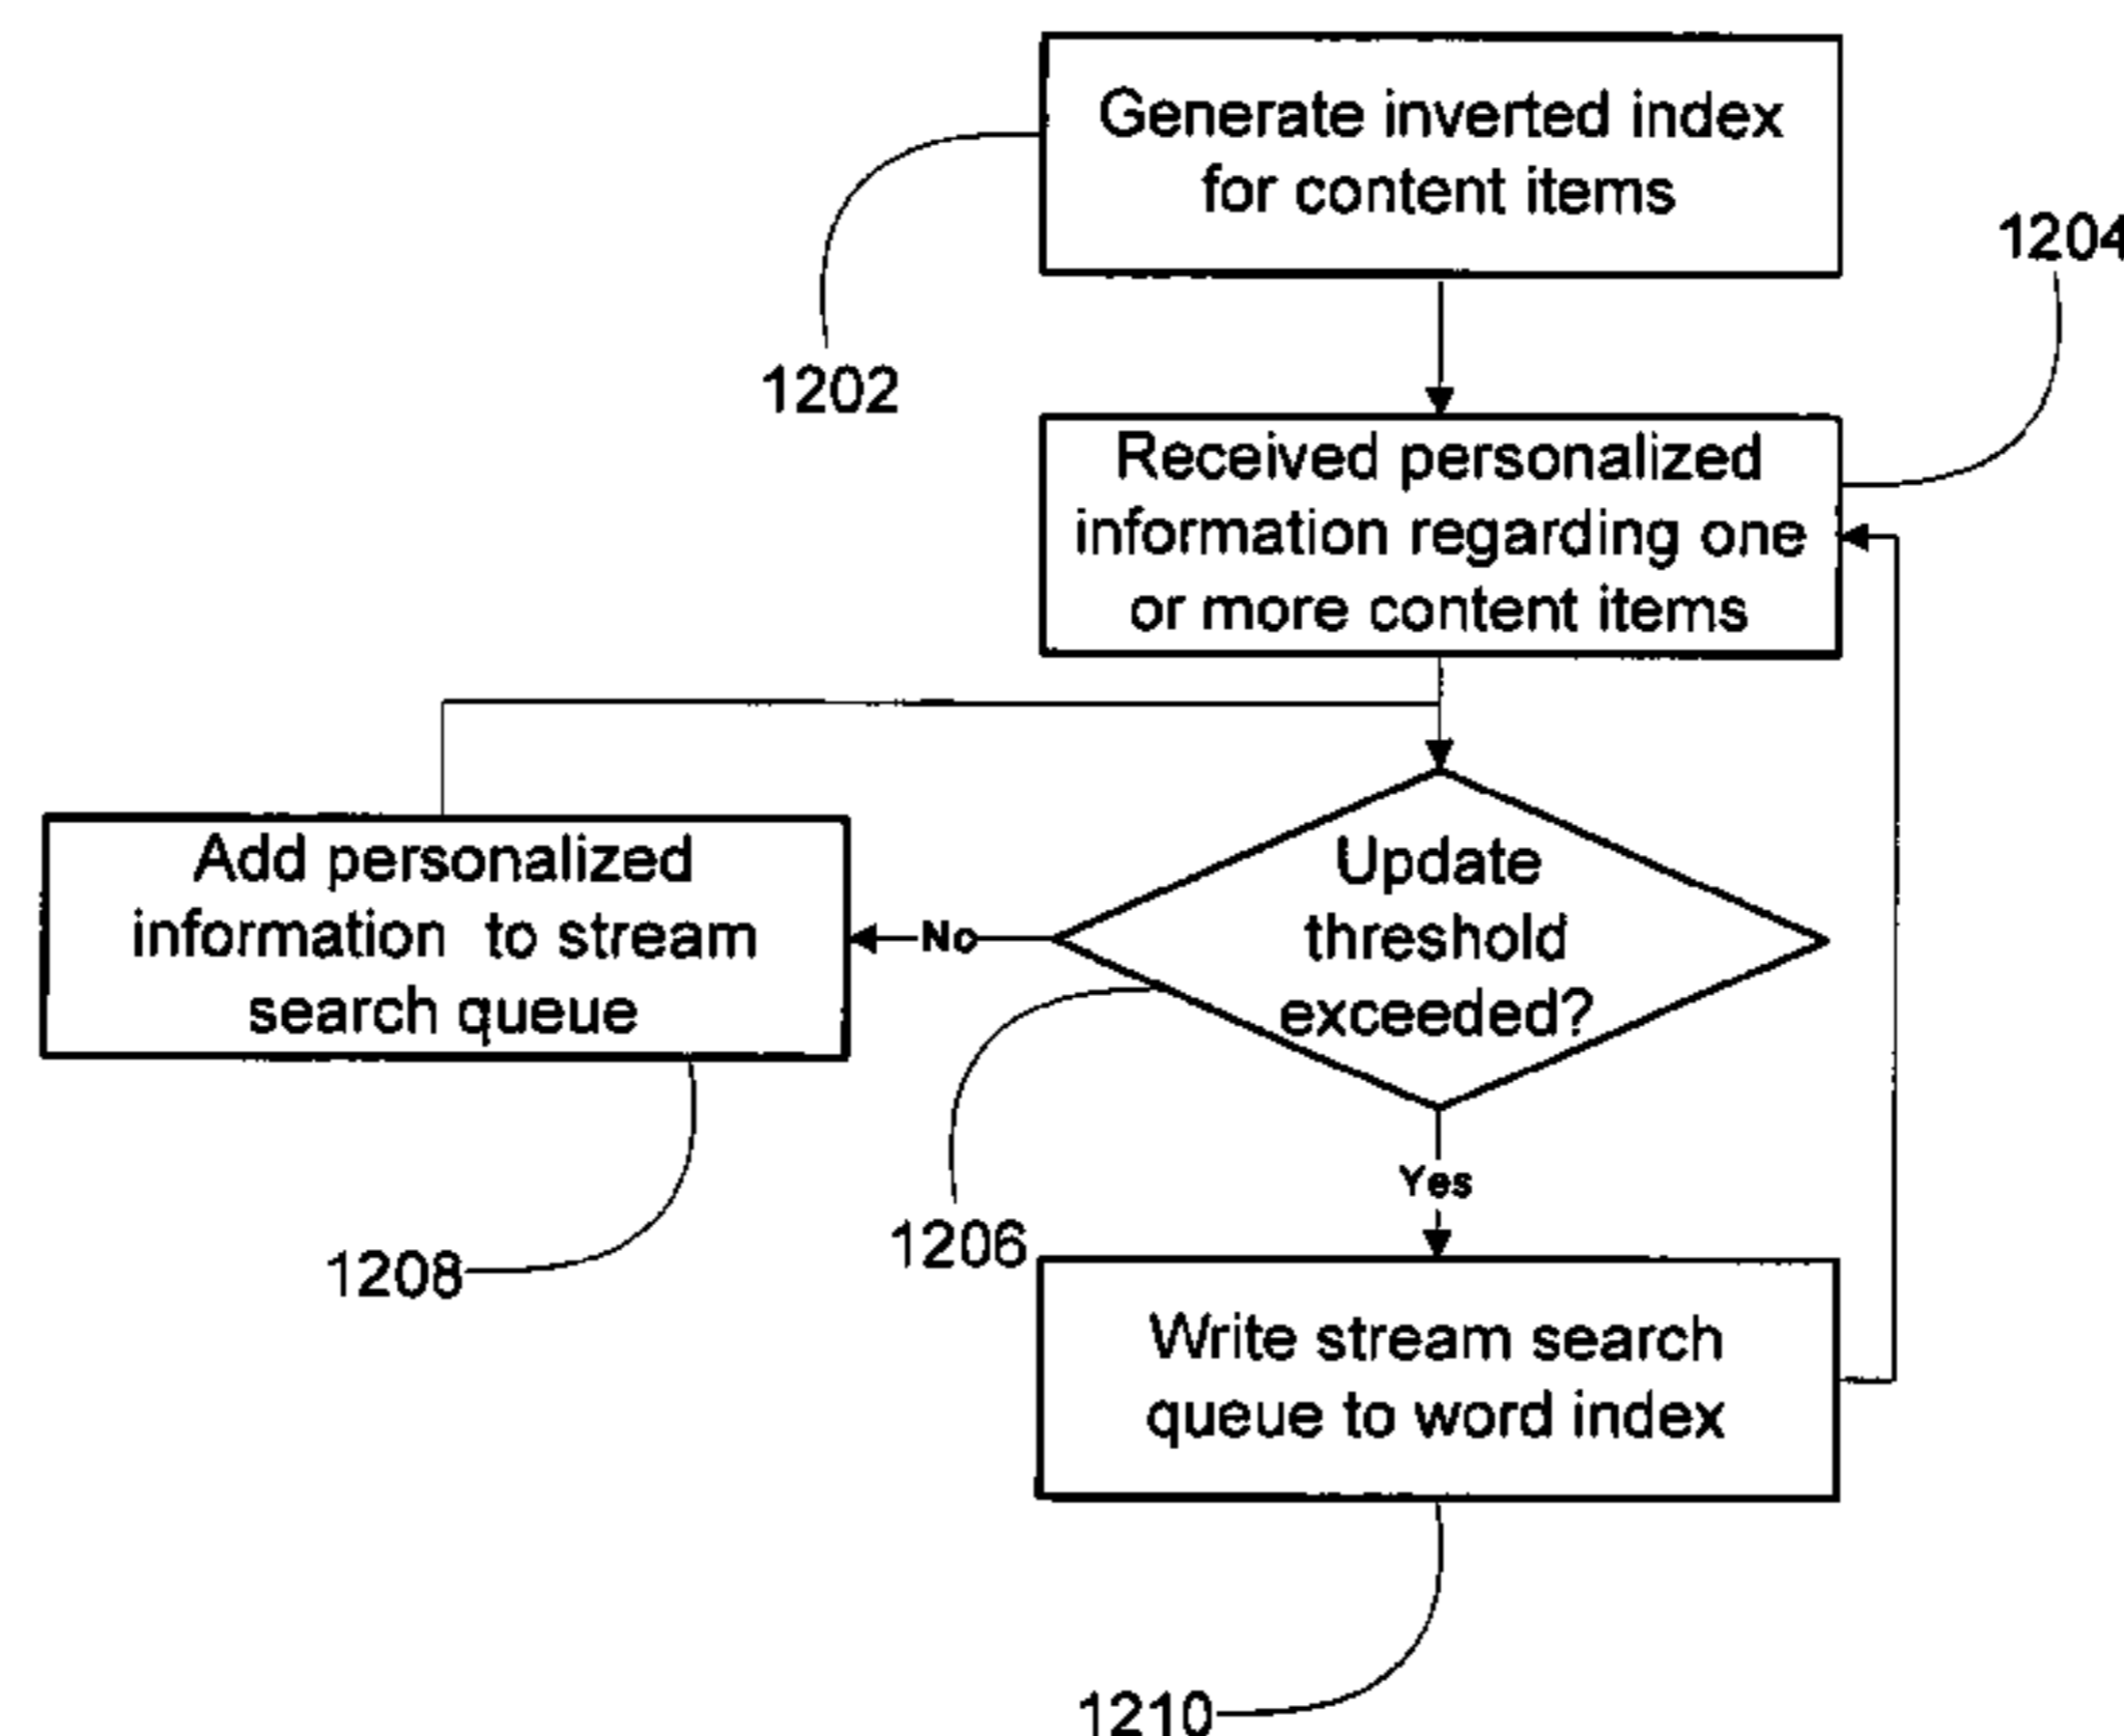 Generate inverted index
for content items
1204
1202
Received personalized
information regarding one
or more content items
Add personalized
information to stream
search queue
No
Update
threshold
exceeded?
Yes
1206
1208
Write stream search
queue to word index
1210